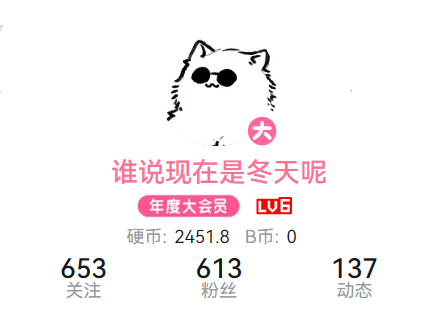 大
谁说现在是冬天呢
年度大会员 LV6
硬币: 2451.8 B币: 0
653 613 137
关注 粉丝 动态